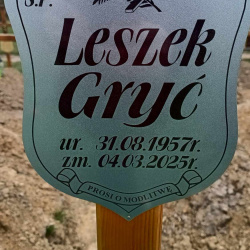 Ś.P.
Leszek
Gryć
ur. 31.08.1957r.
zm. 04.03.2025r.
PROSI O MODLITWĘ